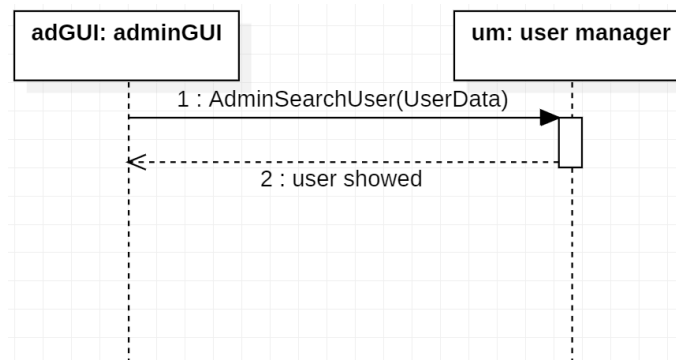 adGUI: adminGUI
um: user manager
1 : AdminSearchUser(UserData)
2 : user showed